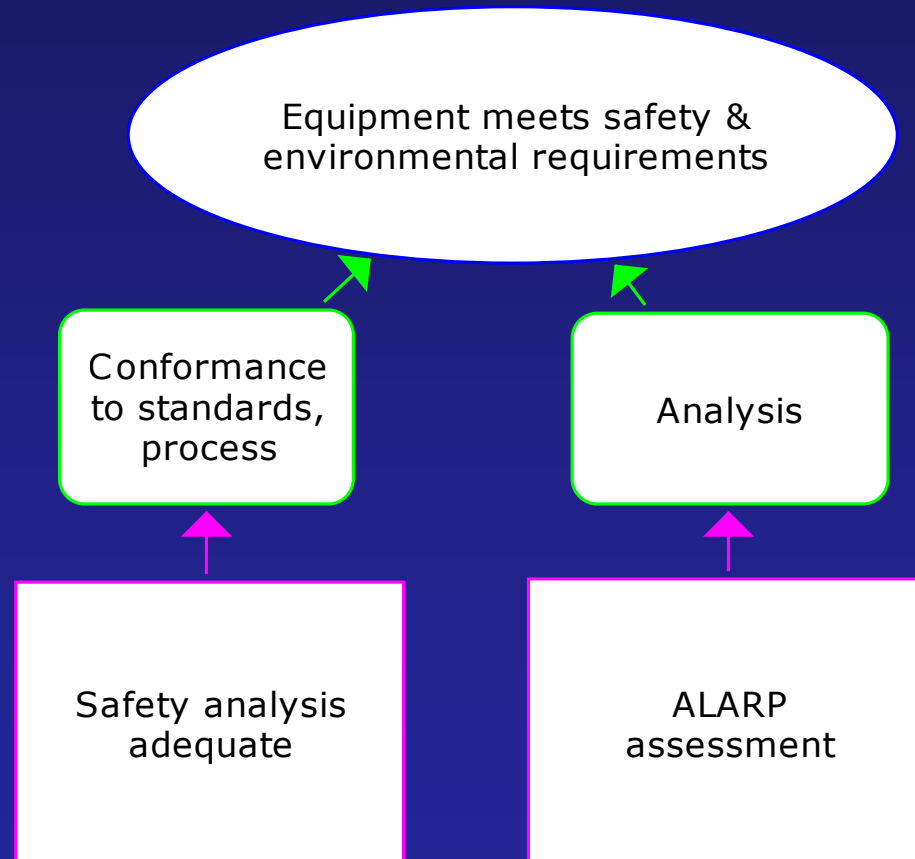 Equipment meets safety &
environmental requirements
Conformance
to standards,
process
Analysis
Safety analysis
adequate
ALARP
assessment